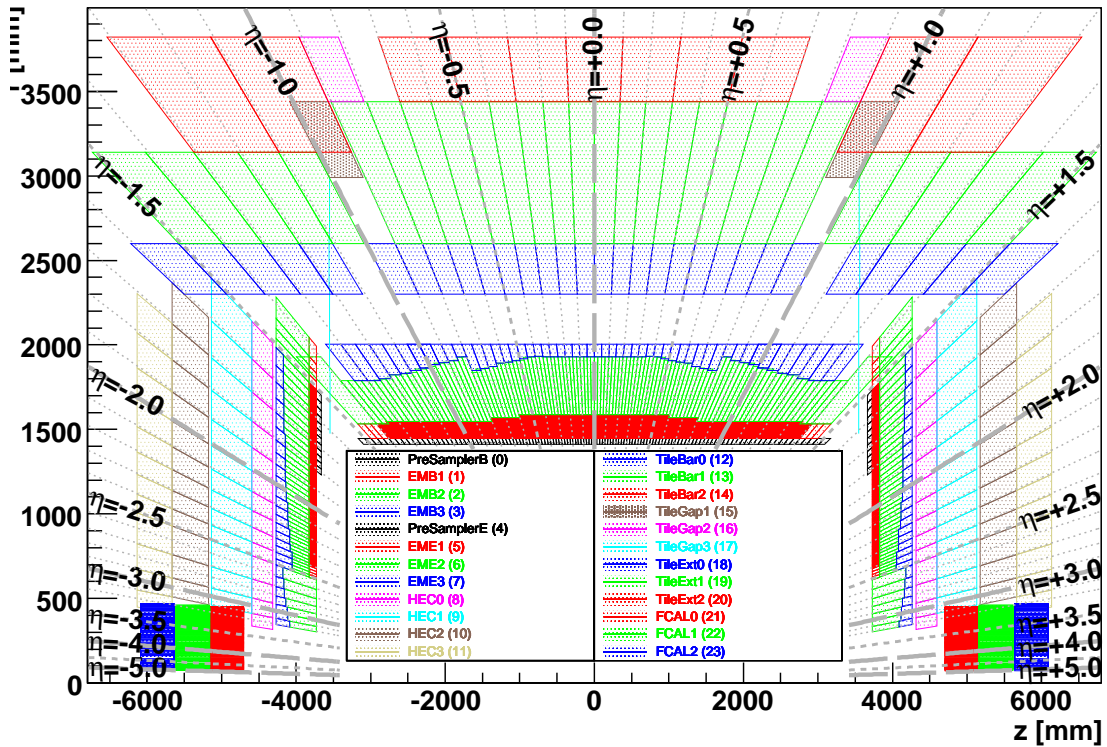 η=-1.0
η=-0.5
η=+0.0
η=+0.5
η=+1.0
3500
η=-1.5
3000
η=+1.5
2500
2000
η=-2.0
1500
η=+2.0
PreSamplerB (0)
TileBar0 (12)
EMB1 (1)
TileBar1 (13)
EMB2 (2)
TileBar2 (14)
EMB3 (3)
TileGap1 (15)
PreSamplerE (4)
TileGap2 (16)
EME1 (5)
TileGap3 (17)
EME2 (6)
TileExt0 (18)
EME3 (7)
TileExt1 (19)
HEC0 (8)
TileExt2 (20)
HEC1 (9)
FCAL0 (21)
HEC2 (10)
FCAL1 (22)
HEC3 (11)
FCAL2 (23)
η=-2.5
1000
η=+2.5
η=-3.0
500
η=+3.0
η=-3.5
η=+3.5
η=-4.0
η=+4.0
η=-5.0
η=+5.0
0
-6000 -4000 -2000 0 2000 4000 6000
z [mm]